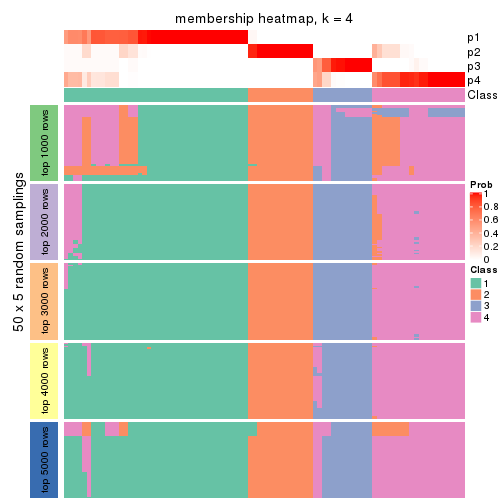 membership heatmap, k = 4
p1
p2
p3
p4
Class
50 x 5 random samplings
top 1000 rows
top 2000 rows
top 3000 rows
top 4000 rows
top 5000 rows
Prob
1
0.8
0.6
0.4
0.2
0
Class
1
2
3
4